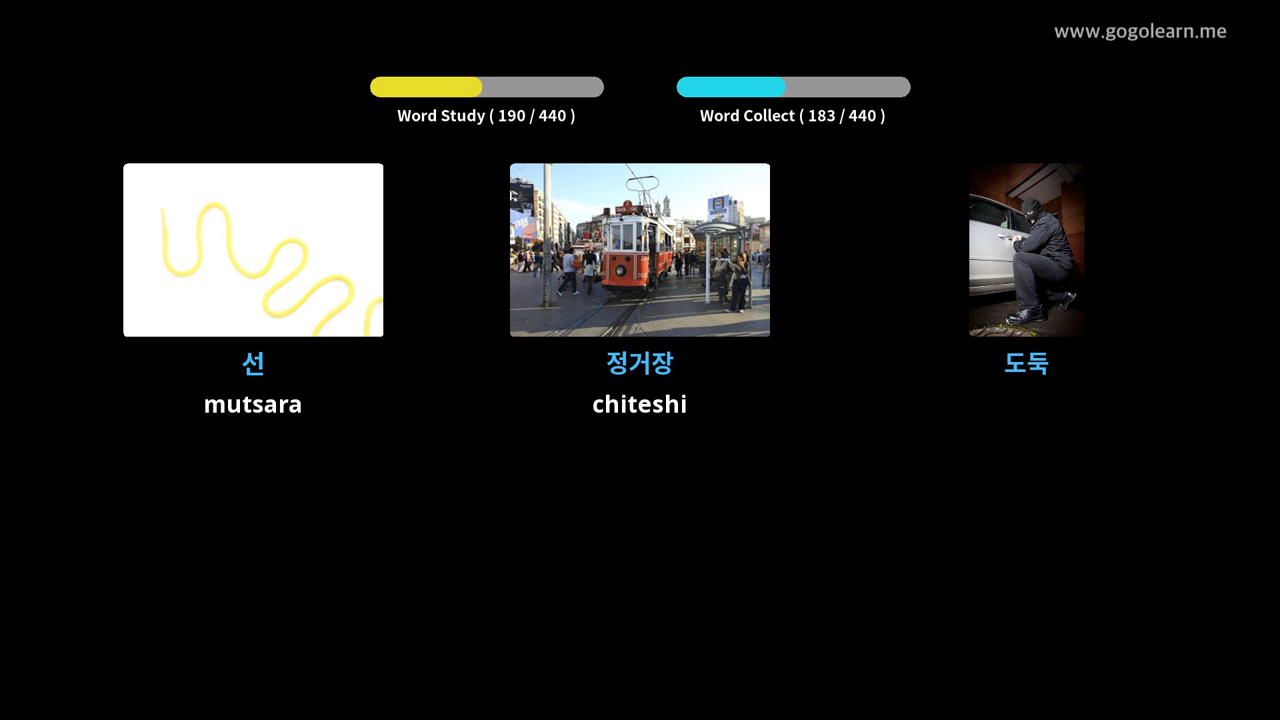 www.gogolearn.me
Word Study ( 190 / 440 )
Word Collect ( 183 / 440 )
선
정거장
도둑
mutsara
chiteshi